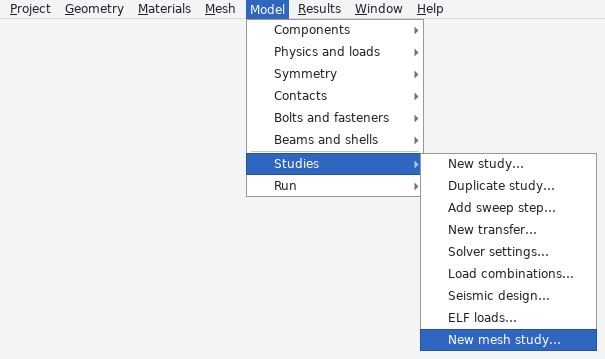 Project Geometry Materials Mesh Model Results Window Help
Components
Physics and loads
Symmetry
Contacts
Bolts and fasteners
Beams and shells
Studies
Run
New study...
Duplicate study...
Add sweep step...
New transfer...
Solver settings...
Load combinations...
Seismic design...
ELF loads...
New mesh study...